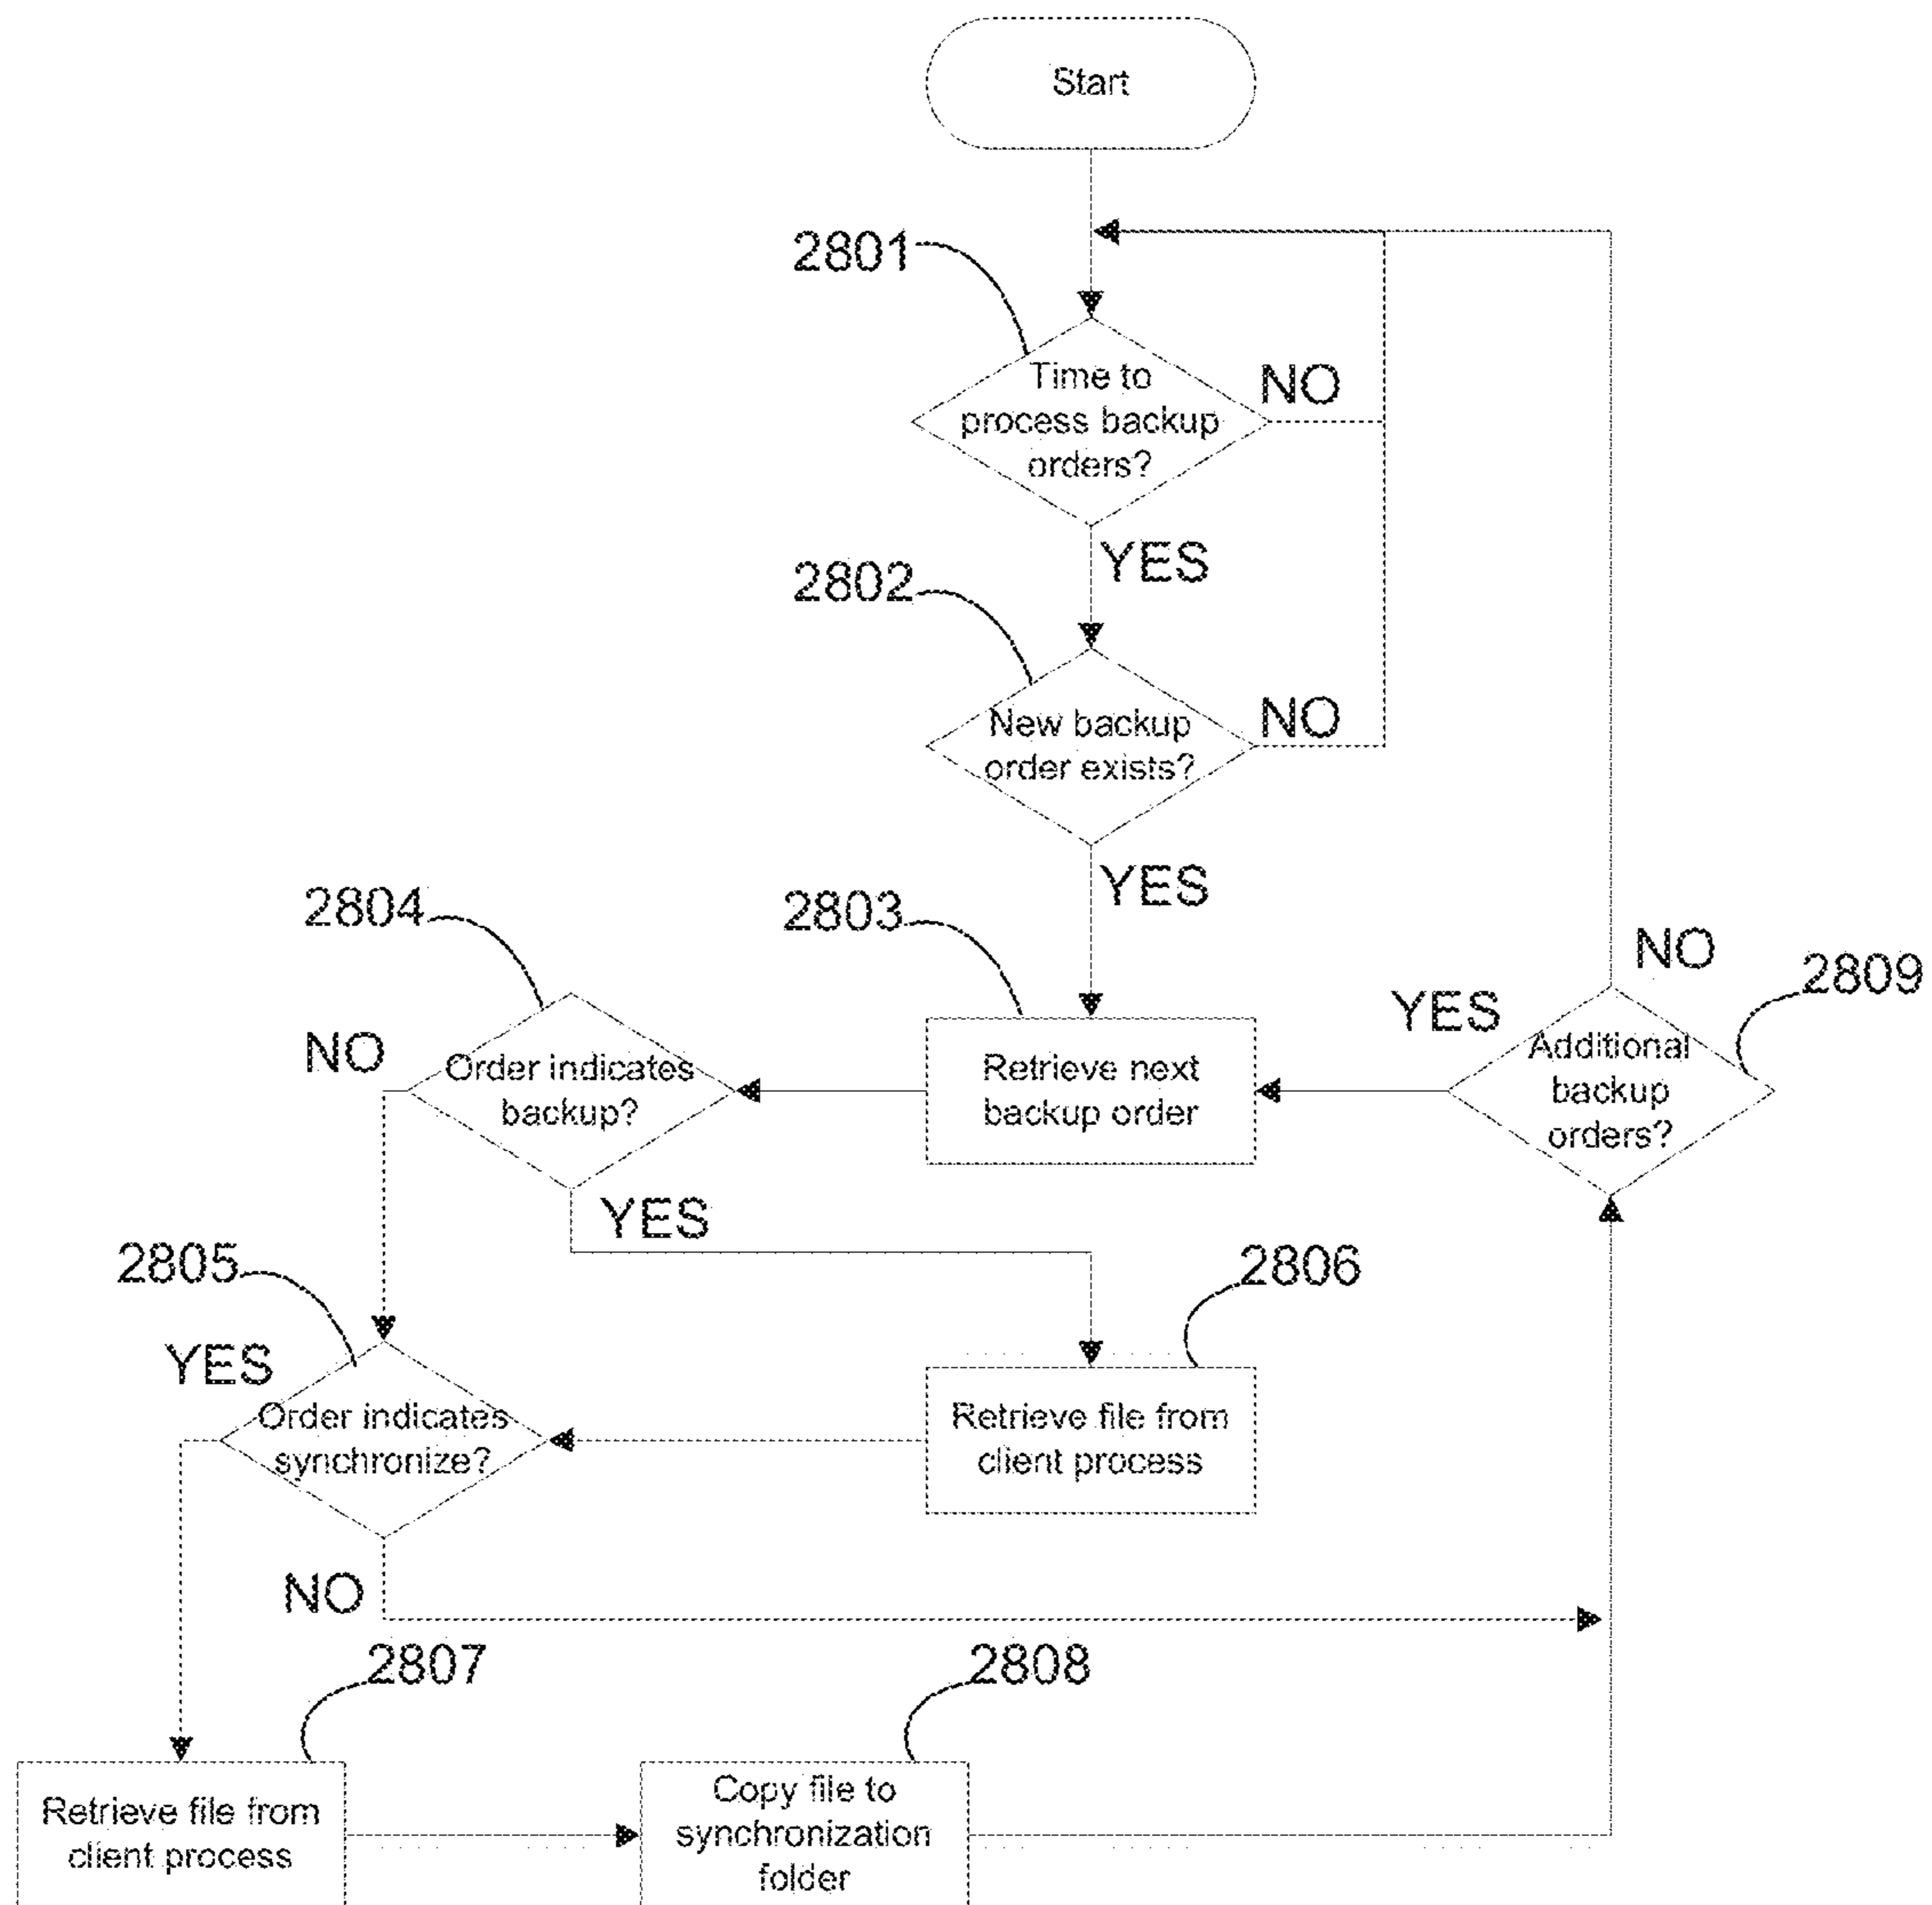 Start
2801
Time to
process backup
orders?
NO
YES
2802
New backup
order exists?
NO
YES
2804
2803
NO
2809
YES
NO
Order indicates
backup?
Retrieve next
backup order
Additional
backup
orders?
YES
2805
2806
YES
Order indicates
synchronize?
Retrieve file from
client process
NO
2807
2808
Retrieve file from
client process
Copy file to
synchronization
folder